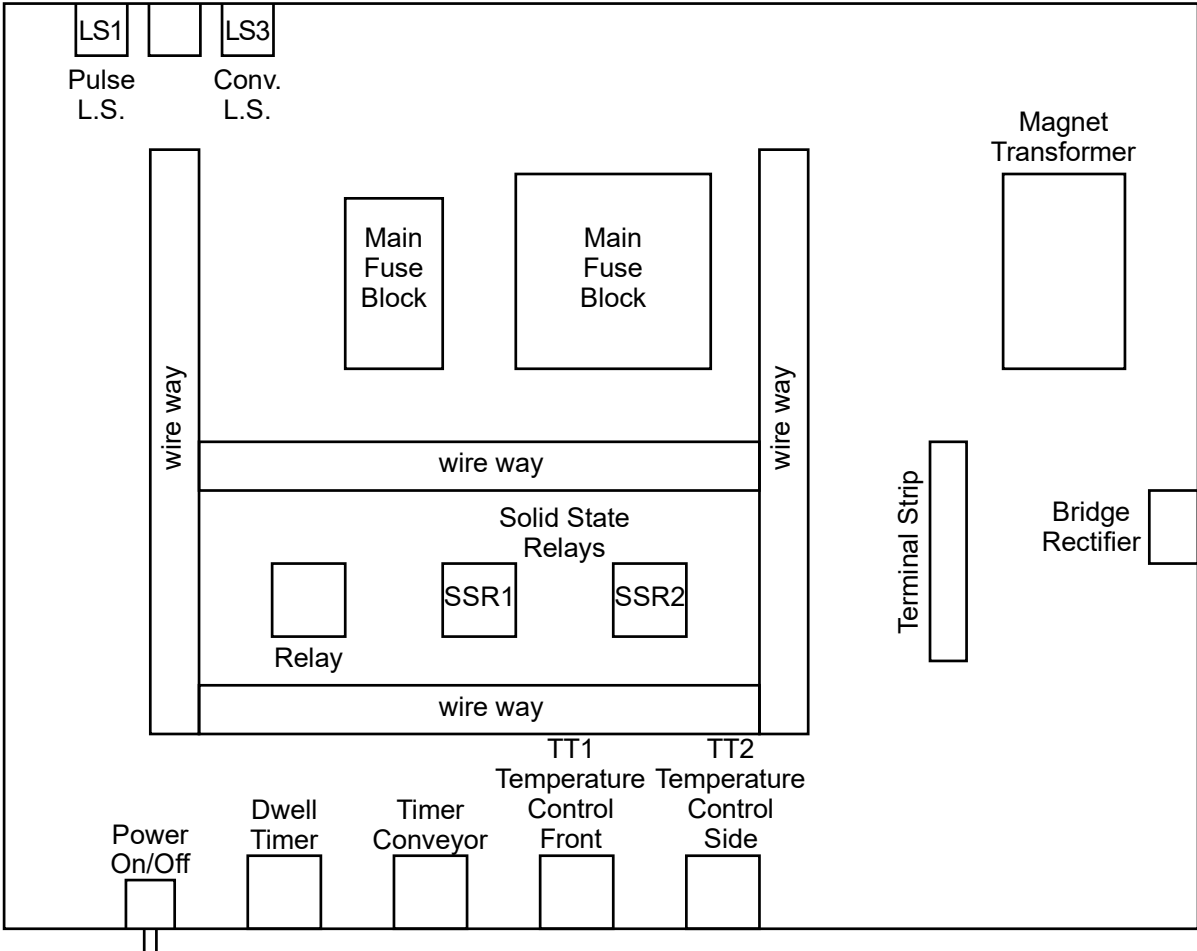 LS1
LS3
Pulse
L.S.
Conv.
L.S.
Magnet
Transformer
Main
Fuse
Block
Main
Fuse
Block
wire way
wire way
wire way
Solid State
Relays
SSR1
SSR2
Relay
Terminal Strip
Bridge
Rectifier
wire way
TT1
Temperature
Control
Front
TT2
Temperature
Control
Side
Dwell
Timer
Timer
Conveyor
Power
On/Off